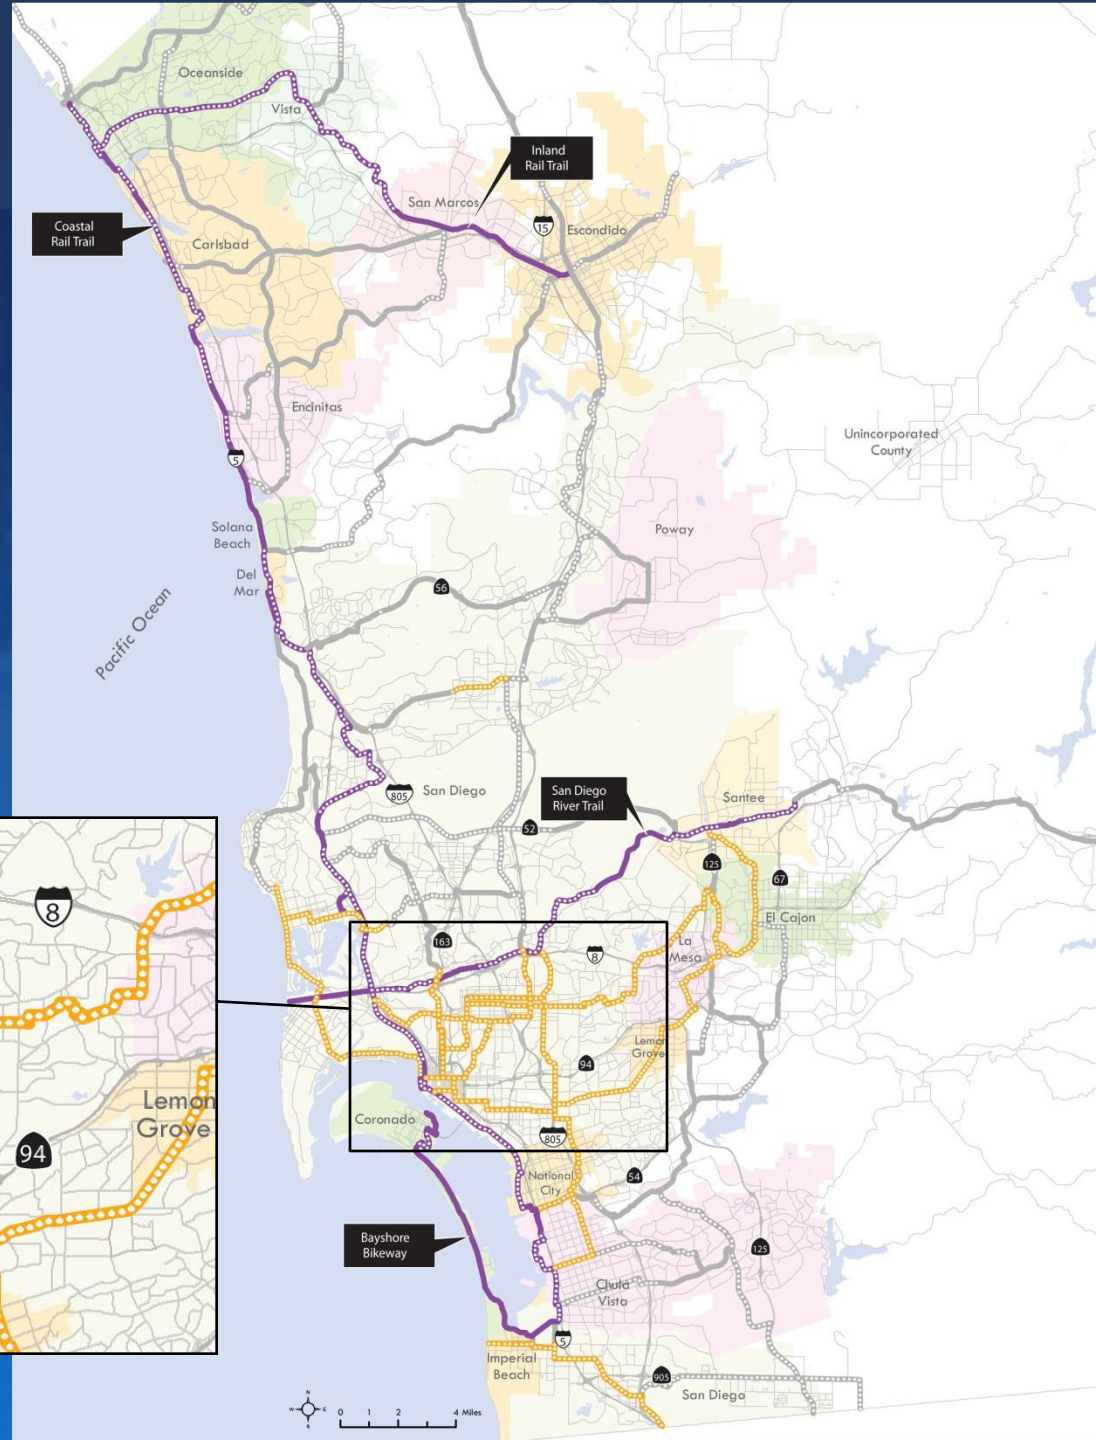 Oceanside
Vista
Inland
Rail Trail
San Marcos
15
Escondido
Coastal
Rail Trail
Carlsbad
Encinitas
Unincorporated
County
5
Solana
Beach
Poway
Del
Mar
56
Pacific Ocean
San Diego
805
San Diego
River Trail
Santee
52
125
67
El Cajon
8
163
8
La
Mesa
94
Lemon
Grove
Lemon
Grove
94
Coronado
805
National
City
54
Bayshore
Bikeway
125
Chula
Vista
5
Imperial
Beach
905
San Diego
N
W E
S
0 1 2 4 Miles